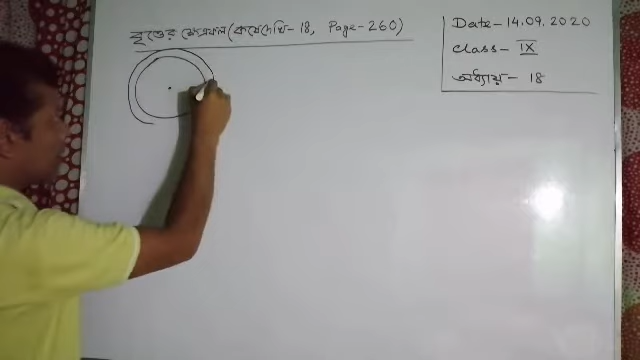 বৃত্তের ক্ষেত্রফল (কষেদেখি-18, Page-260)
Date-14.09.2020
Class- IX
অধ্যায়- 18